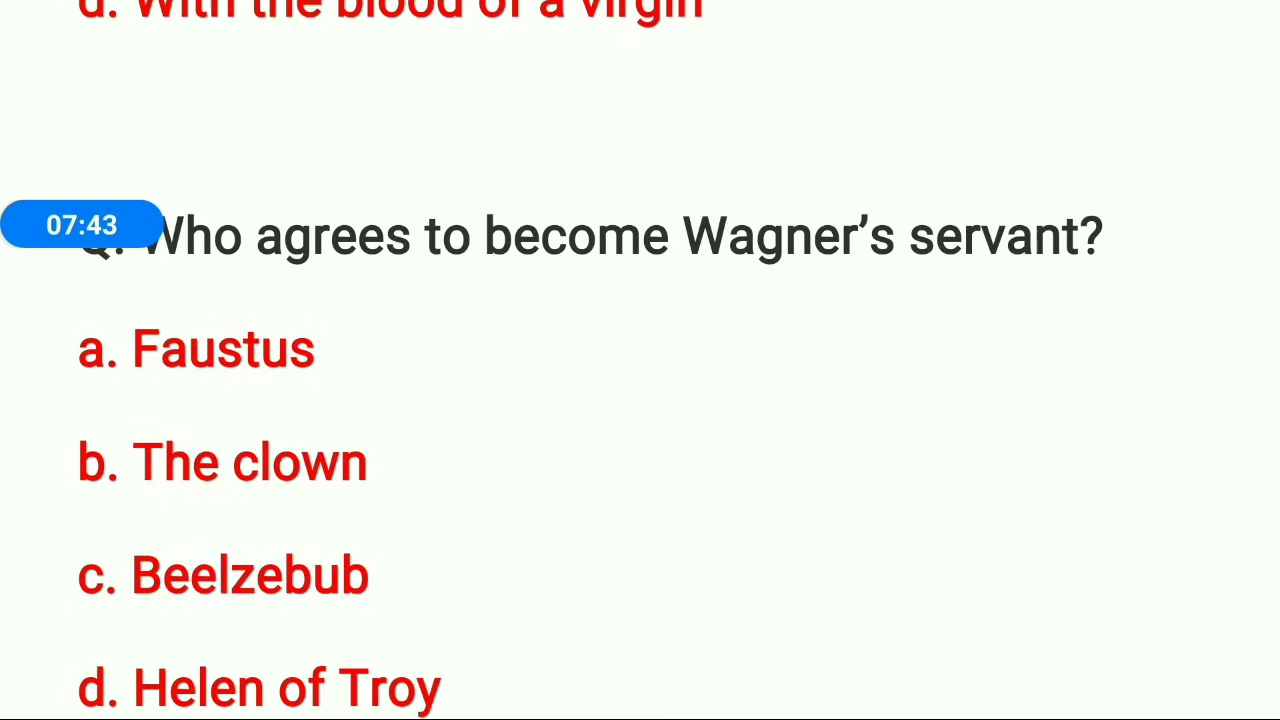 d. With the blood of a virgin
07:43
Q. Who agrees to become Wagner’s servant?
a. Faustus
b. The clown
c. Beelzebub
d. Helen of Troy